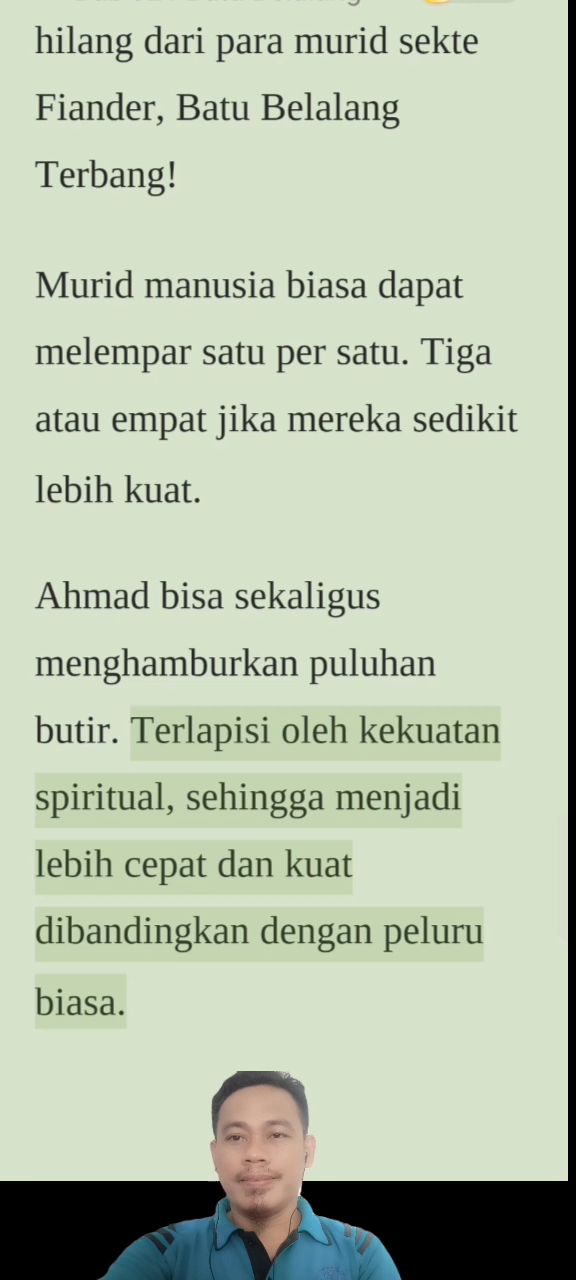 hilang dari para murid sekte
Fiander, Batu Belalang
Terbang!
Murid manusia biasa dapat
melempar satu per satu. Tiga
atau empat jika mereka sedikit
lebih kuat.
Ahmad bisa sekaligus
menghamburkan puluhan
butir. Terlapisi oleh kekuatan
spiritual, sehingga menjadi
lebih cepat dan kuat
dibandingkan dengan peluru
biasa.